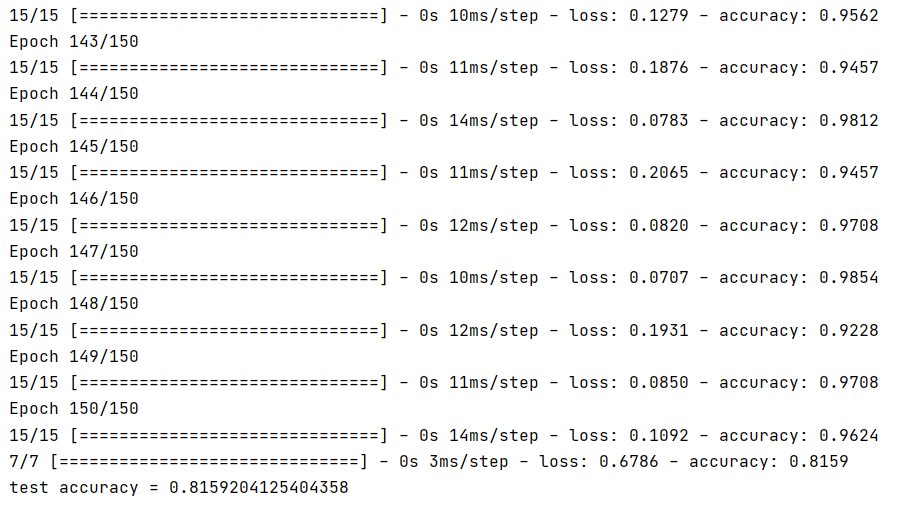 15/15 [==============================] - 0s 10ms/step - loss: 0.1279 - accuracy: 0.9562
Epoch 143/150
15/15 [==============================] - 0s 11ms/step - loss: 0.1876 - accuracy: 0.9457
Epoch 144/150
15/15 [==============================] - 0s 14ms/step - loss: 0.0783 - accuracy: 0.9812
Epoch 145/150
15/15 [==============================] - 0s 11ms/step - loss: 0.2065 - accuracy: 0.9457
Epoch 146/150
15/15 [==============================] - 0s 12ms/step - loss: 0.0820 - accuracy: 0.9708
Epoch 147/150
15/15 [==============================] - 0s 10ms/step - loss: 0.0707 - accuracy: 0.9854
Epoch 148/150
15/15 [==============================] - 0s 12ms/step - loss: 0.1931 - accuracy: 0.9228
Epoch 149/150
15/15 [==============================] - 0s 11ms/step - loss: 0.0850 - accuracy: 0.9708
Epoch 150/150
15/15 [==============================] - 0s 14ms/step - loss: 0.1092 - accuracy: 0.9624
7/7 [==============================] - 0s 3ms/step - loss: 0.6786 - accuracy: 0.8159
test accuracy = 0.8159204125404358